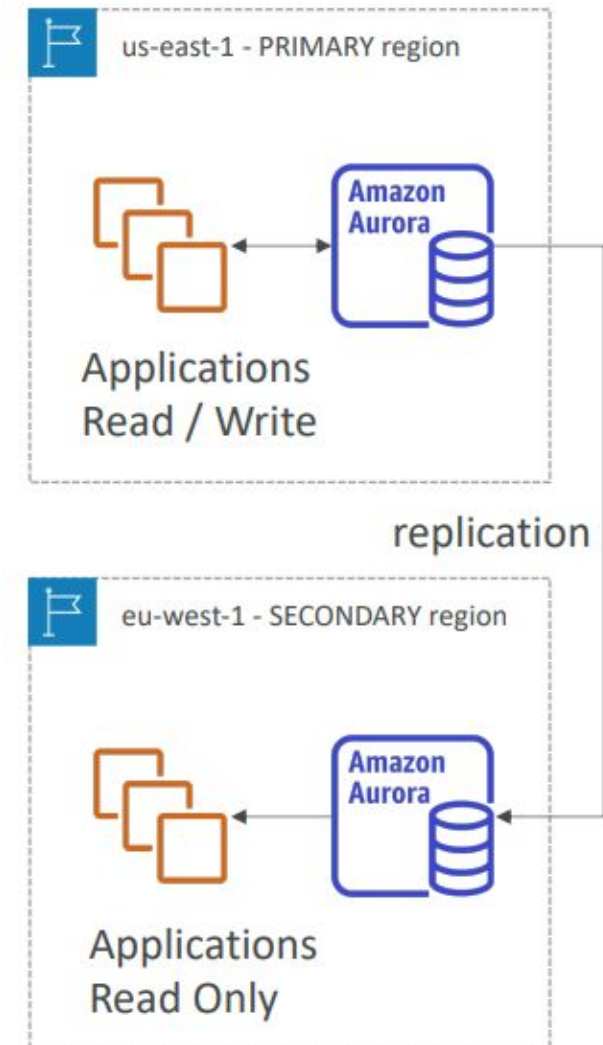 us-east-1 - PRIMARY region
Amazon
Aurora
Applications
Read / Write
replication
eu-west-1 - SECONDARY region
Amazon
Aurora
Applications
Read Only